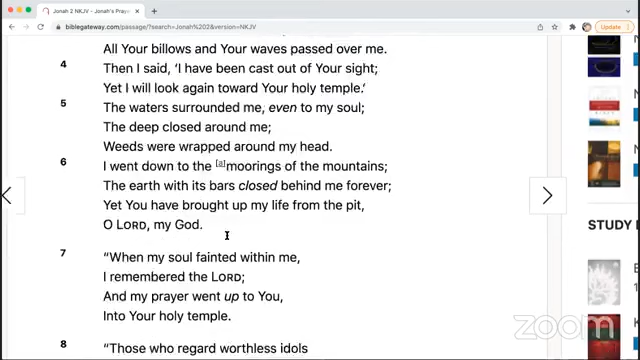 Jonah 2 NKJV - Jonah's Praye
biblegateway.com/passage/?search=Jonah%202&version=NKJV
Update
All Your billows and Your waves passed over me.
4 Then I said, 'I have been cast out of Your sight;
Yet I will look again toward Your holy temple.'
5 The waters surrounded me, even to my soul;
The deep closed around me;
Weeds were wrapped around my head.
6 I went down to the [a]moorings of the mountains;
The earth with its bars closed behind me forever;
Yet You have brought up my life from the pit,
O LORD, my God.
7 "When my soul fainted within me,
I remembered the LORD;
And my prayer went up to You,
Into Your holy temple.
8 "Those who regard worthless idols
STUDY
zoom